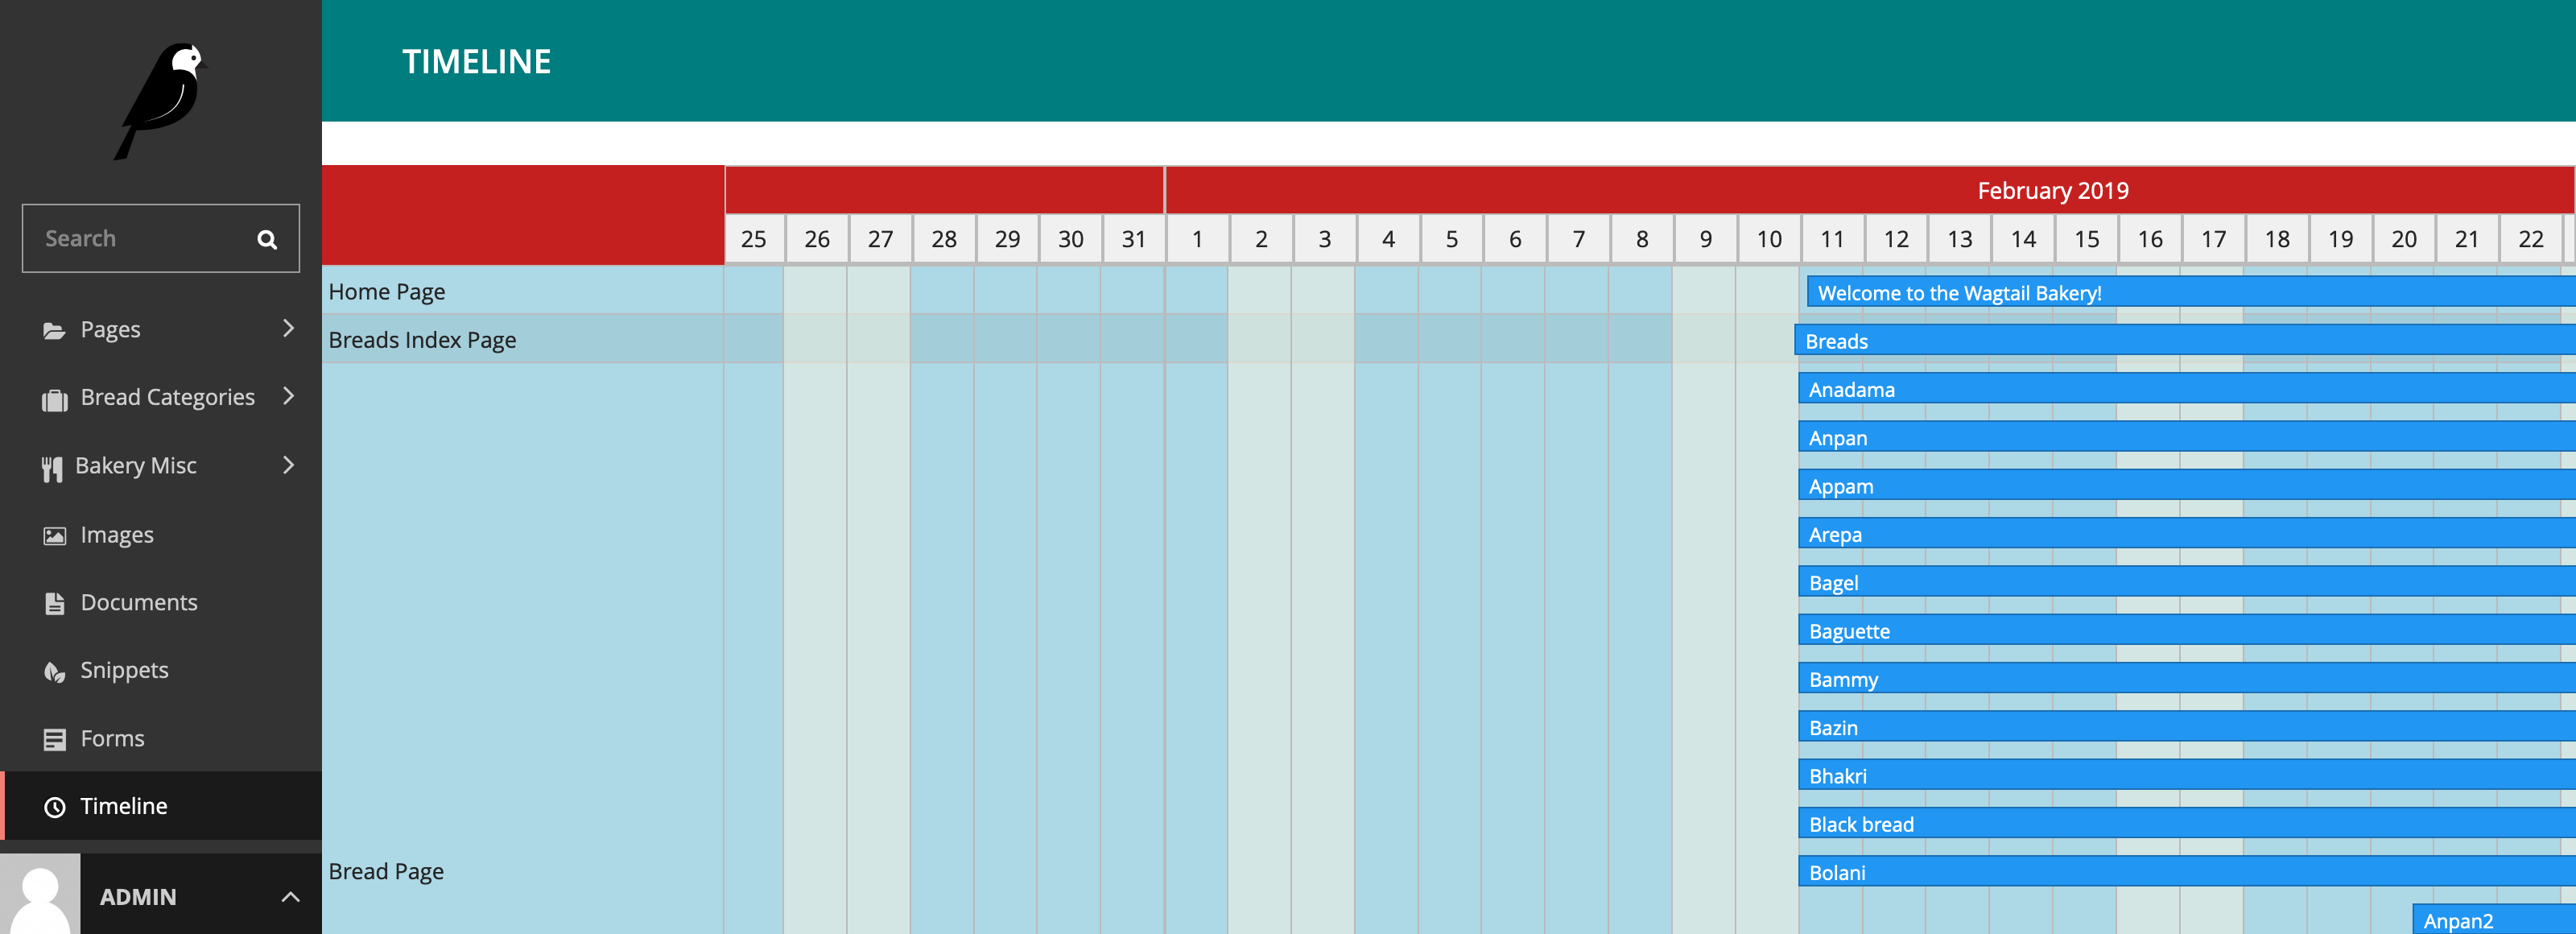 TIMELINE
Search
Pages
Bread Categories
Bakery Misc
Images
Documents
Snippets
Forms
Timeline
ADMIN
February 2019
25 26 27 28 29 30 31 1 2 3 4 5 6 7 8 9 10 11 12 13 14 15 16 17 18 19 20 21 22
Home Page
Welcome to the Wagtail Bakery!
Breads Index Page
Breads
Anadama
Anpan
Appam
Arepa
Bagel
Baguette
Bammy
Bazin
Bhakri
Black bread
Bread Page
Bolani
Anpan2